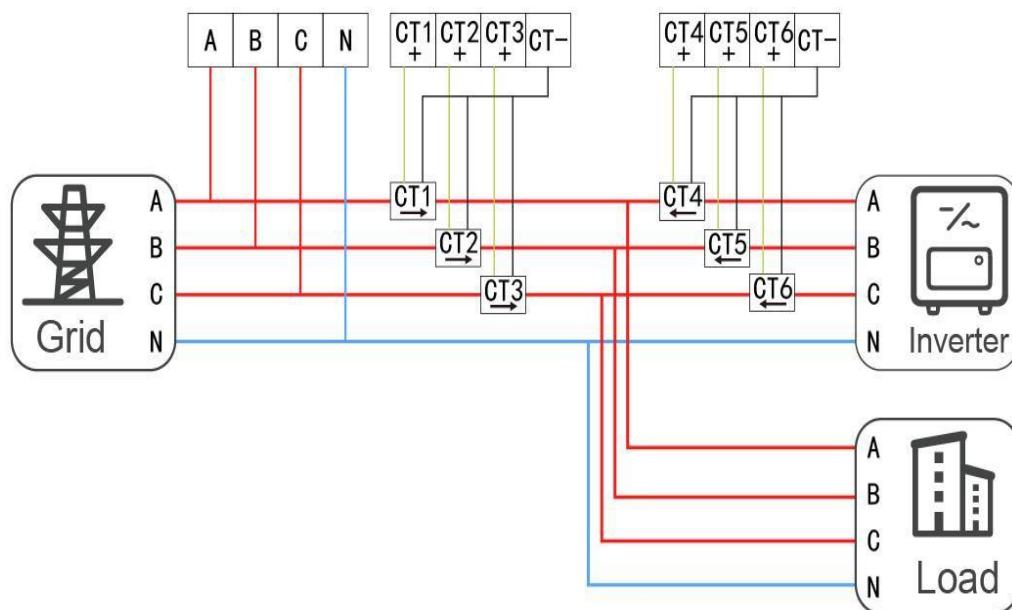 A B C N
CT1 + CT2 + CT3 + CT-
CT4 + CT5 + CT6 + CT-
A
B
C
N
Grid
CT1
CT2
CT3
CT4
CT5
CT6
A
B
C
N
Inverter
A
B
C
N
Load